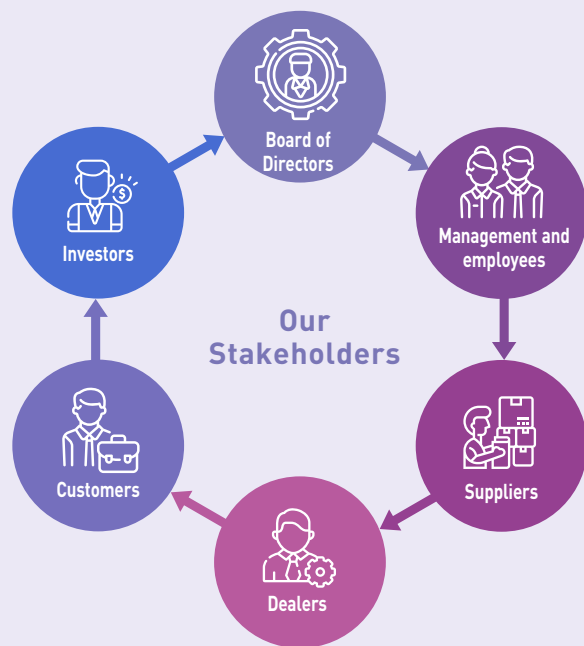 Board of
Directors
Management and
employees
Suppliers
Dealers
Customers
Investors
$
Our
Stakeholders